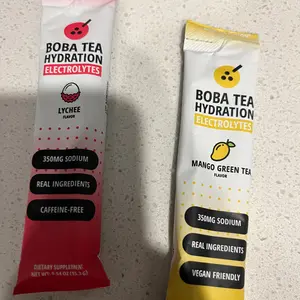 BOBA TEA
HYDRATION
ELECTROLYTES
LYCHEE
FLAVOR
350MG SODIUM
REAL INGREDIENTS
CAFFEINE-FREE
DIETARY SUPPLEMENT
BOBA TEA
HYDRATION
ELECTROLYTES
MANGO GREEN TEA
FLAVOR
350MG SODIUM
REAL INGREDIENTS
VEGAN FRIENDLY